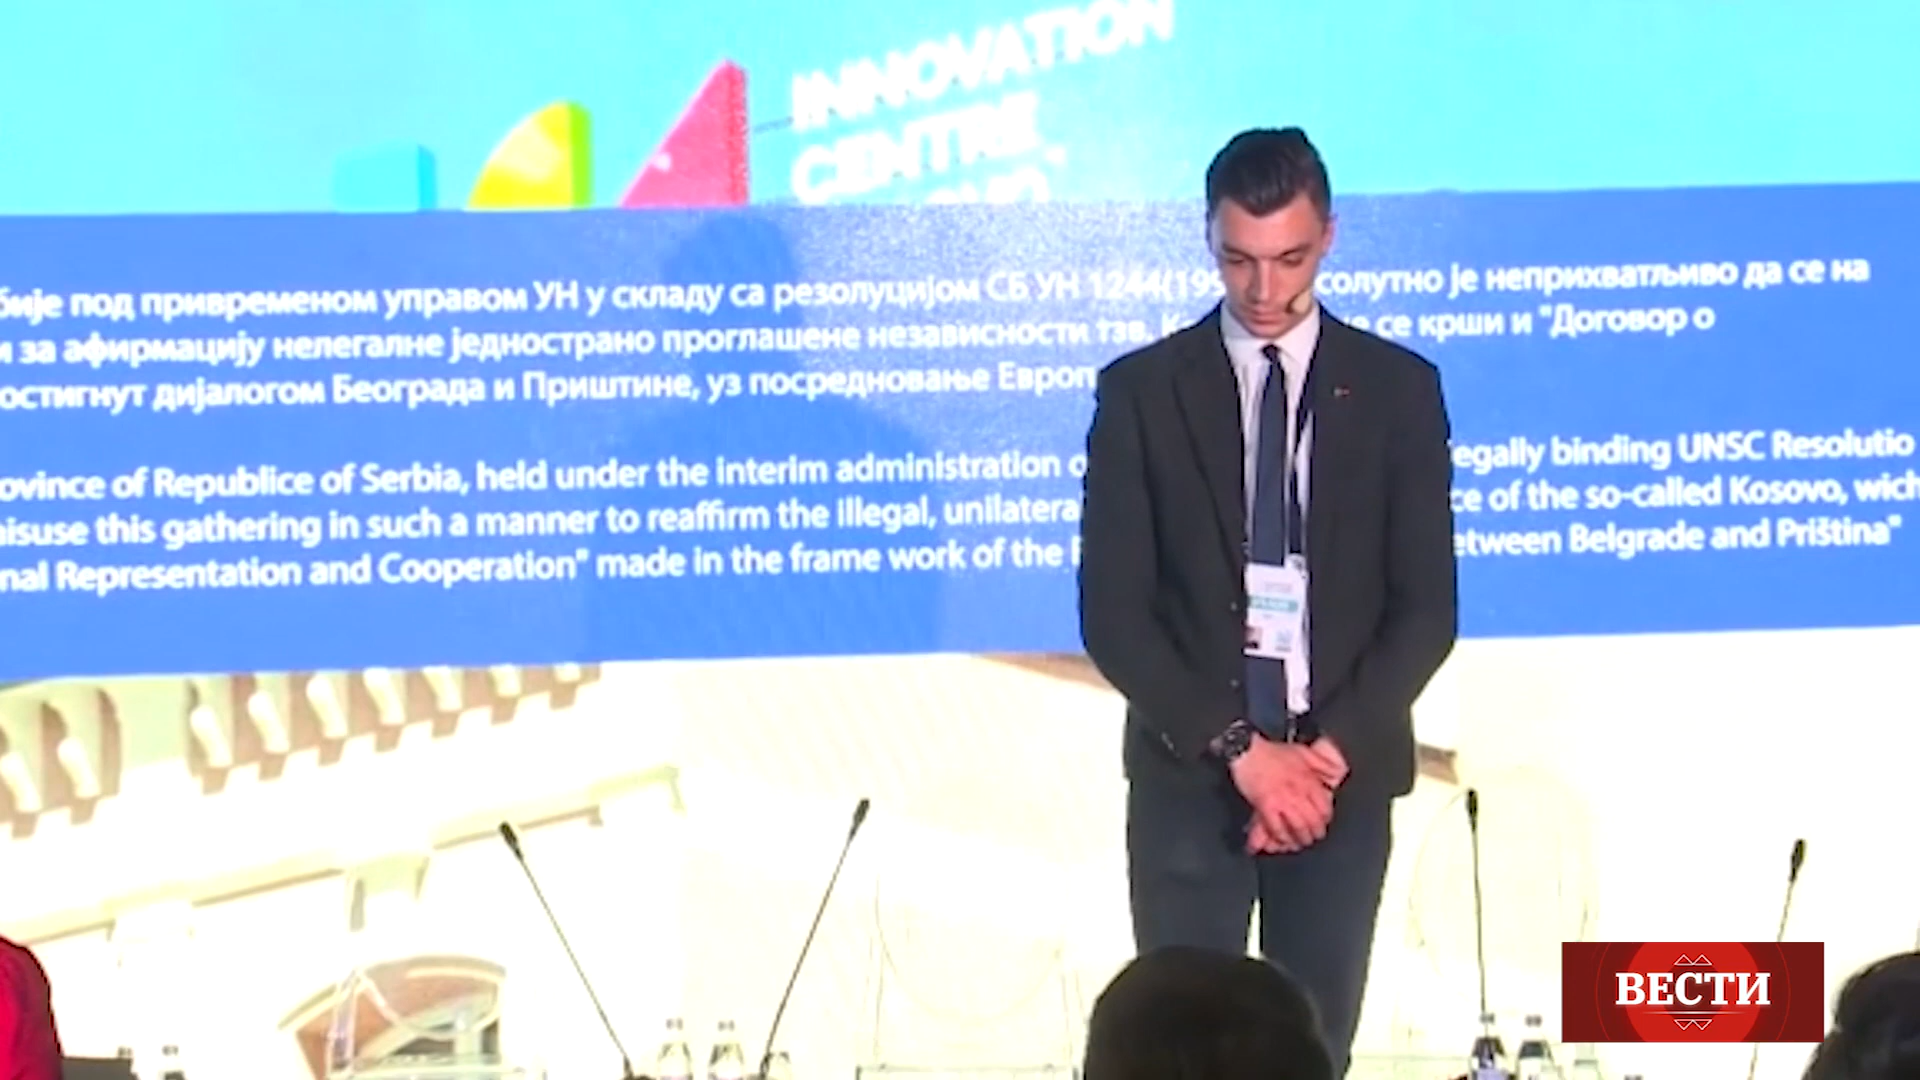 INNOVATION
CENTRE
бије под привременом управом УН у складу са резолуцијом СБ УН 1244(199 солутно је неприхватљиво да се на
и за афирмацију нелегалне једнострано проглашене независности тзв. К е се крши и "Договор о
остигнут дијалогом Београда и Приштине, уз посредновање Европ
ovince of Republice of Serbia, held under the interim administration o egally binding UNSC Resolutio
isuse this gathering in such a manner to reaffirm the illegal, unilatera ce of the so-called Kosovo, wich
nal Representation and Cooperation" made in the frame work of the etween Belgrade and Priština"
ВЕСТИ